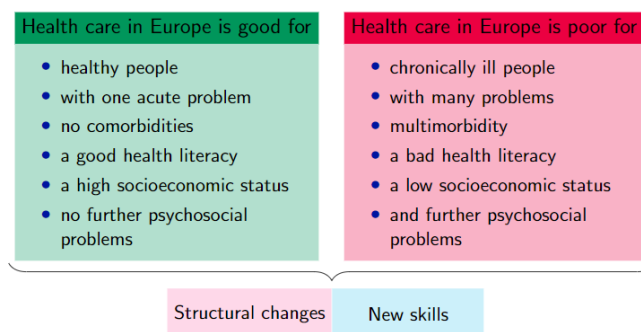 Health care in Europe is good for
• healthy people
• with one acute problem
• no comorbidities
• a good health literacy
• a high socioeconomic status
• no further psychosocial
problems
Health care in Europe is poor for
• chronically ill people
• with many problems
• multimorbidity
• a bad health literacy
• a low socioeconomic status
• and further psychosocial
problems
Structural changes
New skills